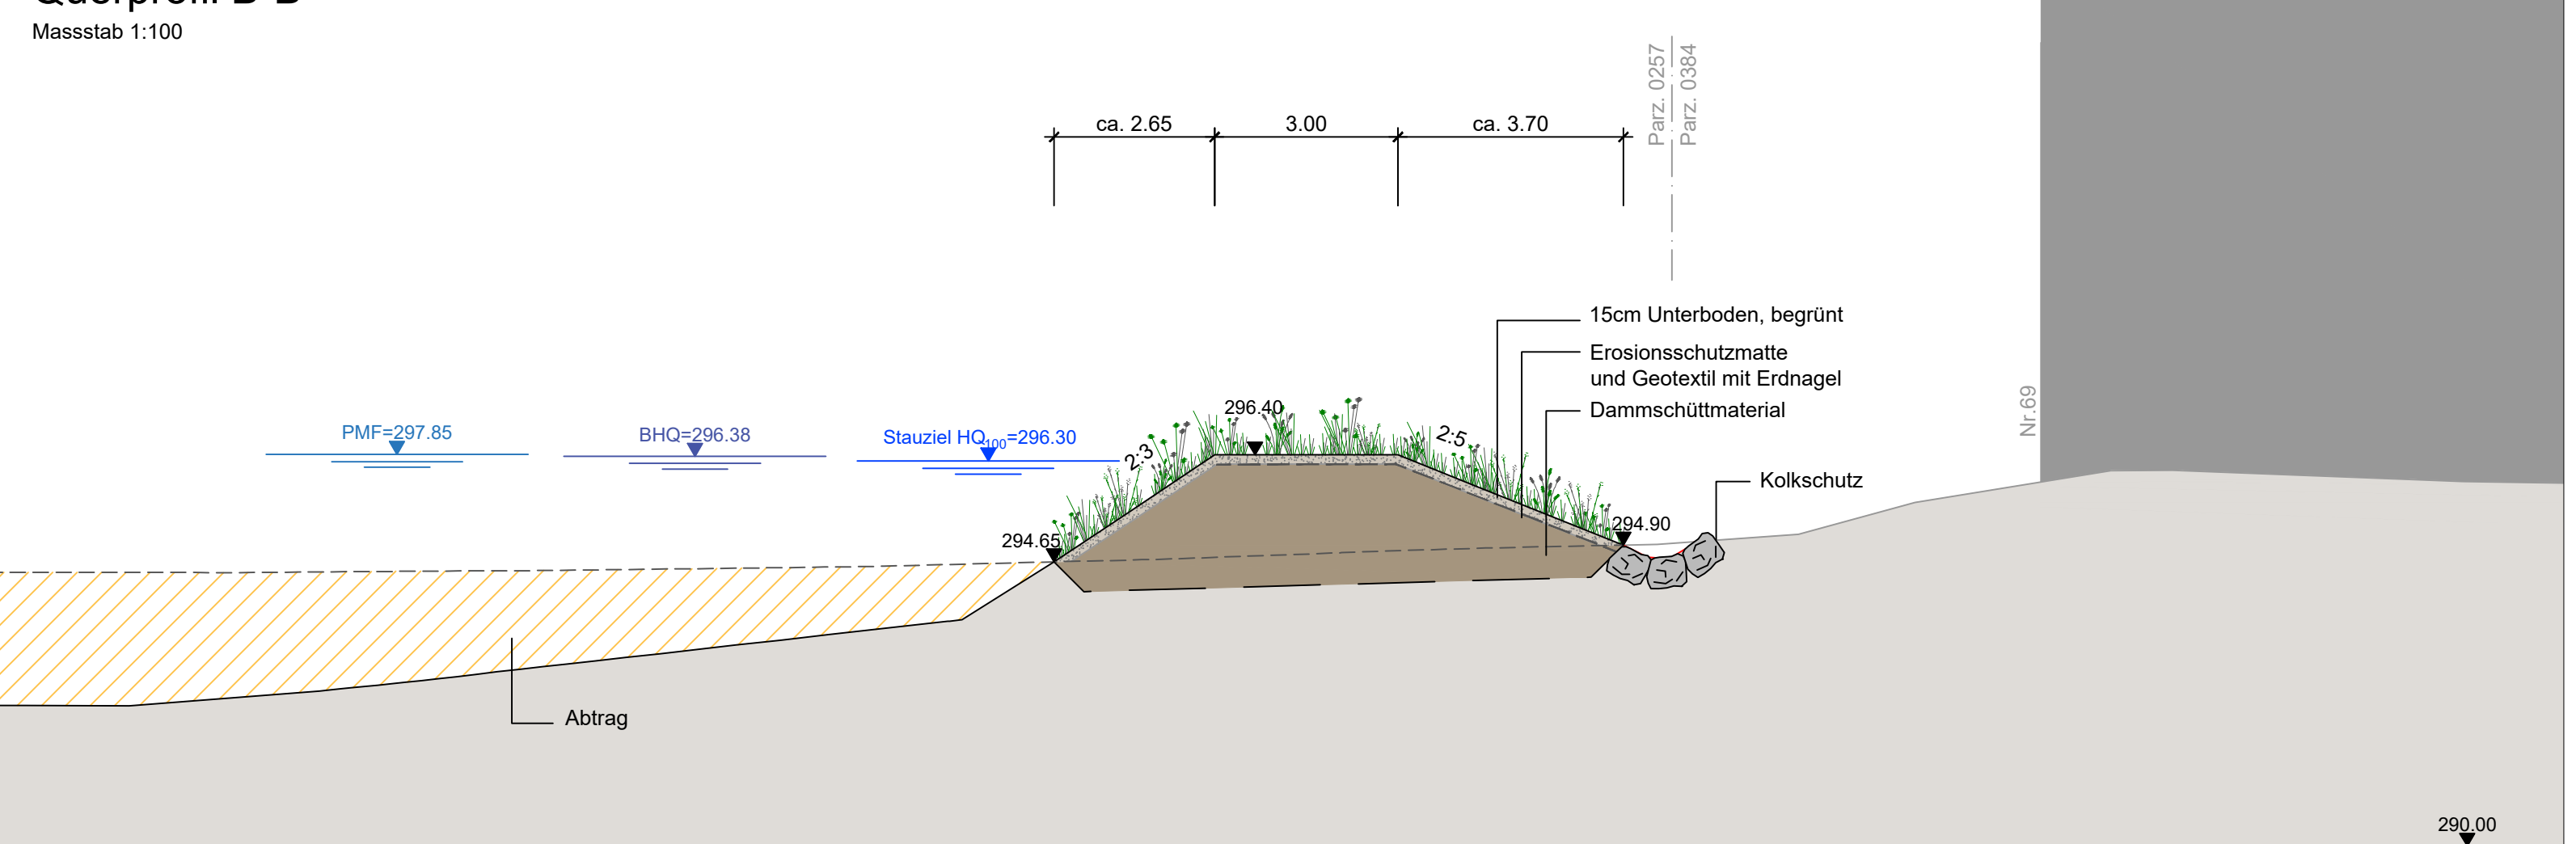 Massstab 1:100
Parz. 0257
Parz. 0384
ca. 2.65
3.00
ca. 3.70
15cm Unterboden, begrünt
Erosionsschutzmatte
und Geotextil mit Erdnagel
Dammschüttmaterial
296.40
PMF=297.85
BHQ=296.38
Stauziel HQ100=296.30
2:3
2:5
Nr.69
Kolkschutz
294.90
294.65
Abtrag
290.00